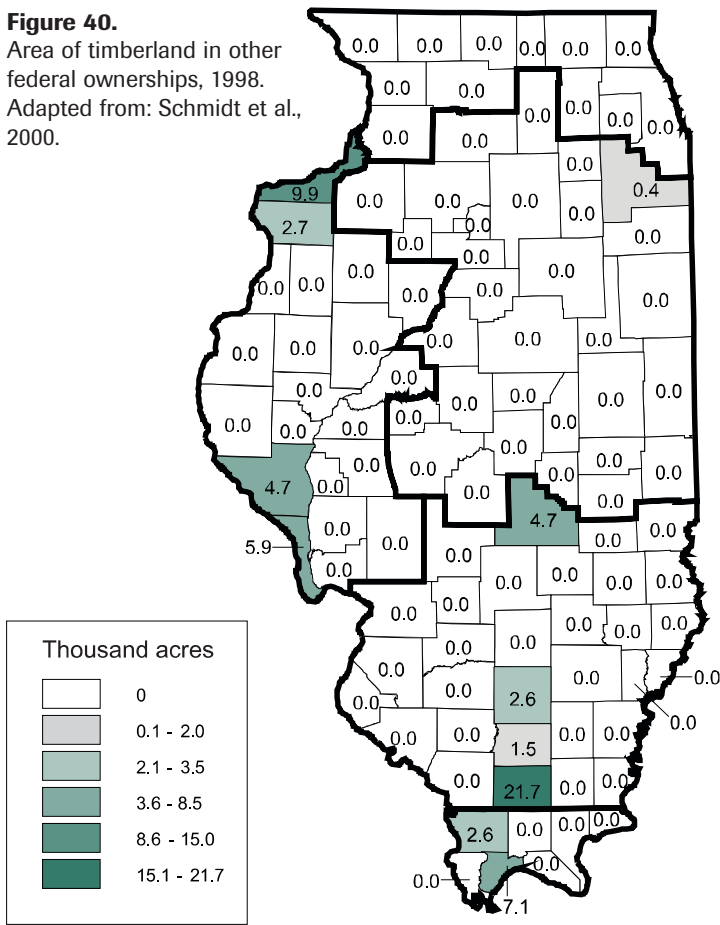 Figure 40.
Area of timberland in other
federal ownerships, 1998.
Adapted from: Schmidt et al.,
2000.
0.0 0.0 0.0 0.0 0.0 0.0
0.0 0.0 0.0 0.0 0.0 0.0
0.0 0.0
9.9 0.0 0.0 0.0 0.0 0.4
2.7 0.0 0.0 0.0 0.0
0.0 0.0 0.0 0.0 0.0 0.0
0.0 0.0 0.0
0.0 0.0 0.0 0.0 0.0 0.0
0.0 0.0 0.0 0.0 0.0 0.0
0.0 0.0 0.0 0.0 0.0 0.0
0.0 0.0 0.0 0.0 0.0 0.0
4.7 0.0 0.0 0.0
5.9 0.0 0.0 0.0 4.7 0.0 0.0
0.0 0.0 0.0 0.0 0.0
0.0 0.0 0.0 0.0 0.0
0.0 0.0 0.0
0.0 0.0 2.6 0.0 0.0
0.0 0.0 0.0 1.5 0.0 0.0 0.0
0.0 21.7 0.0 0.0
2.6 0.0 0.0 0.0
0.0 0.0
7.1
Thousand acres
0
0.1 - 2.0
2.1 - 3.5
3.6 - 8.5
8.6 - 15.0
15.1 - 21.7